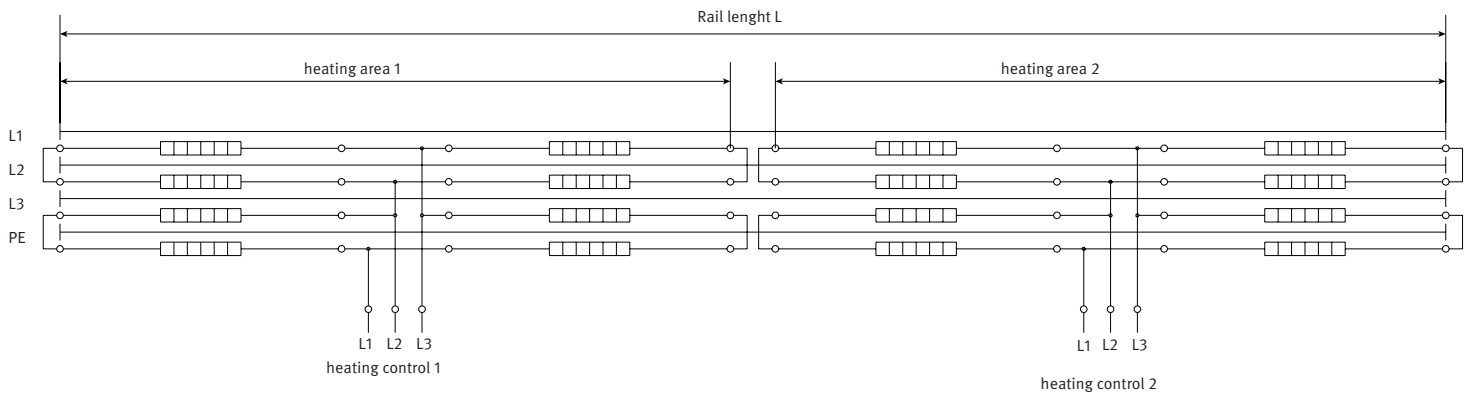 Rail lenght L
heating area 1 heating area 2
L1
L2
L3
PE
L1 L2 L3 L1 L2 L3
heating control 1
heating control 2